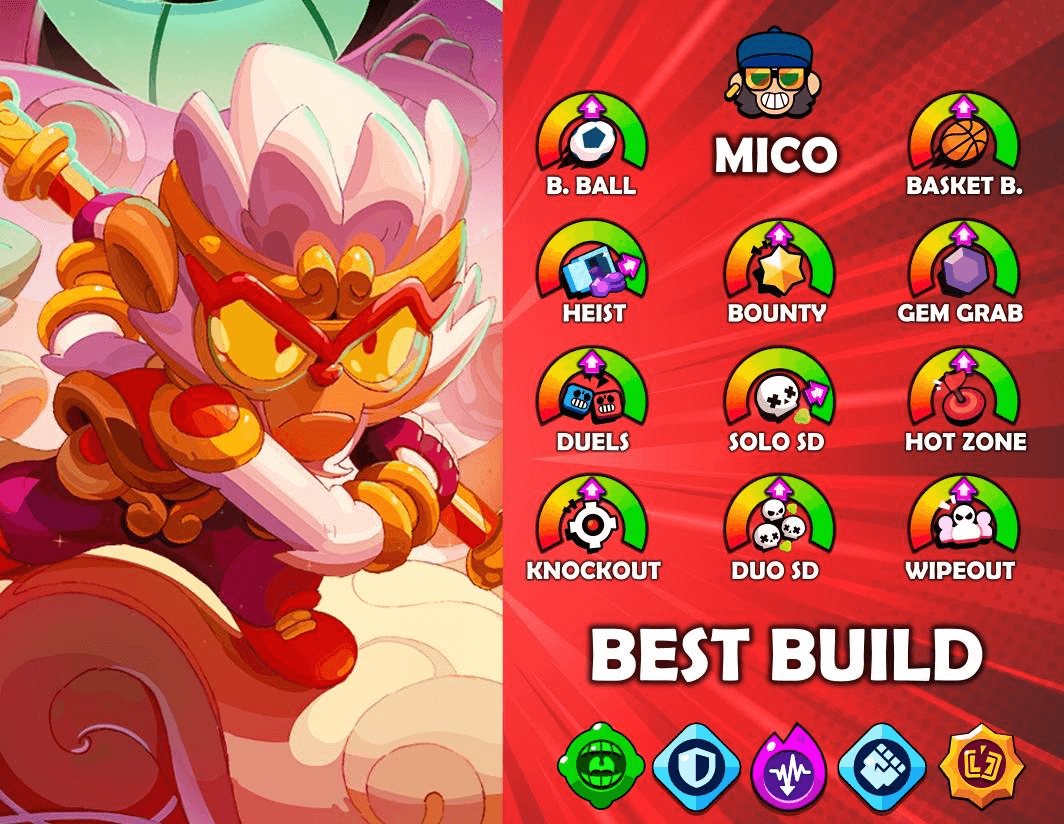 MICO
B. BALL
BASKET B.
HEIST
BOUNTY
GEM GRAB
DUELS
SOLO SD
HOT ZONE
KNOCKOUT
DUO SD
WIPEOUT
BEST BUILD